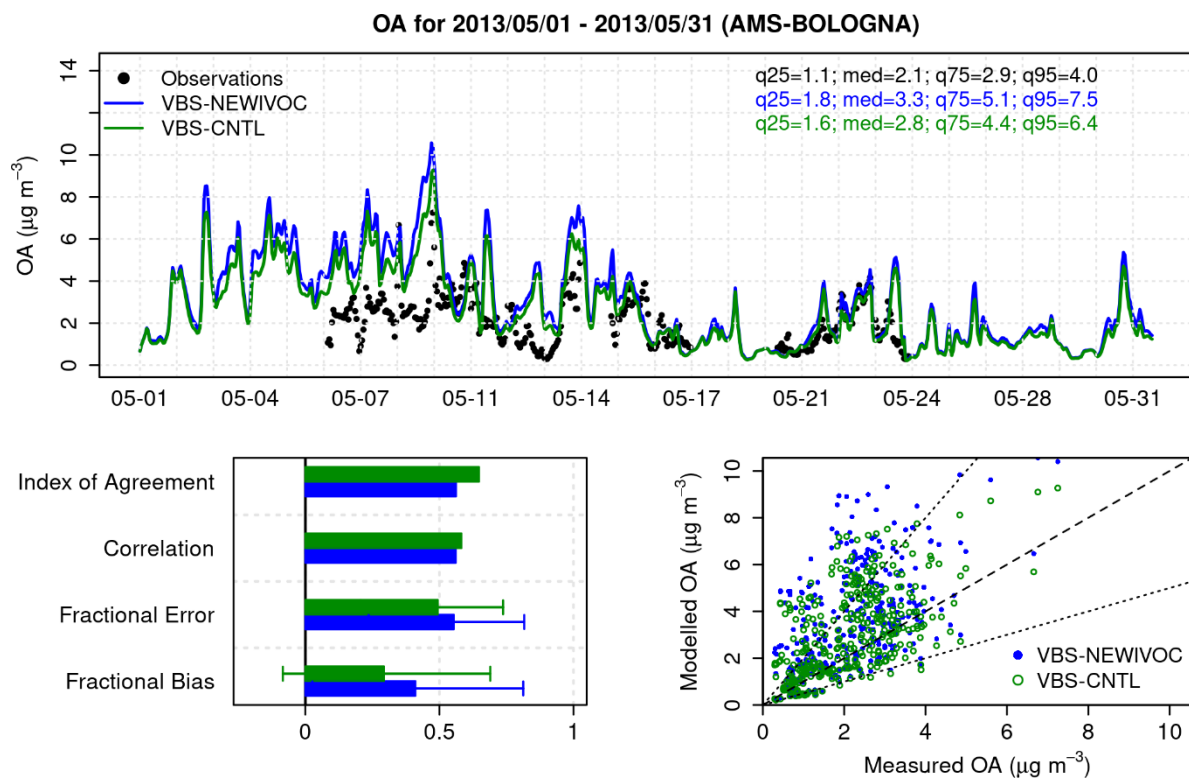 OA for 2013/05/01 - 2013/05/31 (AMS-BOLOGNA)
OA (μg m⁻³)
14
10
8
6
4
2
0
Observations
VBS-NEWIVOC
VBS-CNTL
q25=1.1; med=2.1; q75=2.9; q95=4.0
q25=1.8; med=3.3; q75=5.1; q95=7.5
q25=1.6; med=2.8; q75=4.4; q95=6.4
05-01 05-04 05-07 05-11 05-14 05-17 05-21 05-24 05-28 05-31
Index of Agreement
Correlation
Fractional Error
Fractional Bias
0 0.5 1
Modelled OA (μg m⁻³)
10
8
6
4
2
0
VBS-NEWIVOC
VBS-CNTL
0 2 4 6 8 10
Measured OA (μg m⁻³)